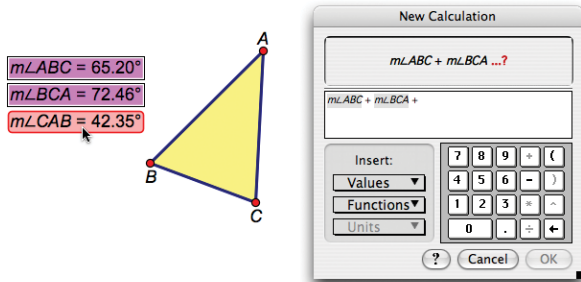 m∠ABC = 65.20°
m∠BCA = 72.46°
m∠CAB = 42.35°
A
B
C
New Calculation
m∠ABC + m∠BCA ...?
m∠ABC + m∠BCA +
Insert:
Values
Functions
Units
7 8 9 + (
4 5 6 - )
1 2 3 * ^
0 . ÷ ←
? Cancel OK